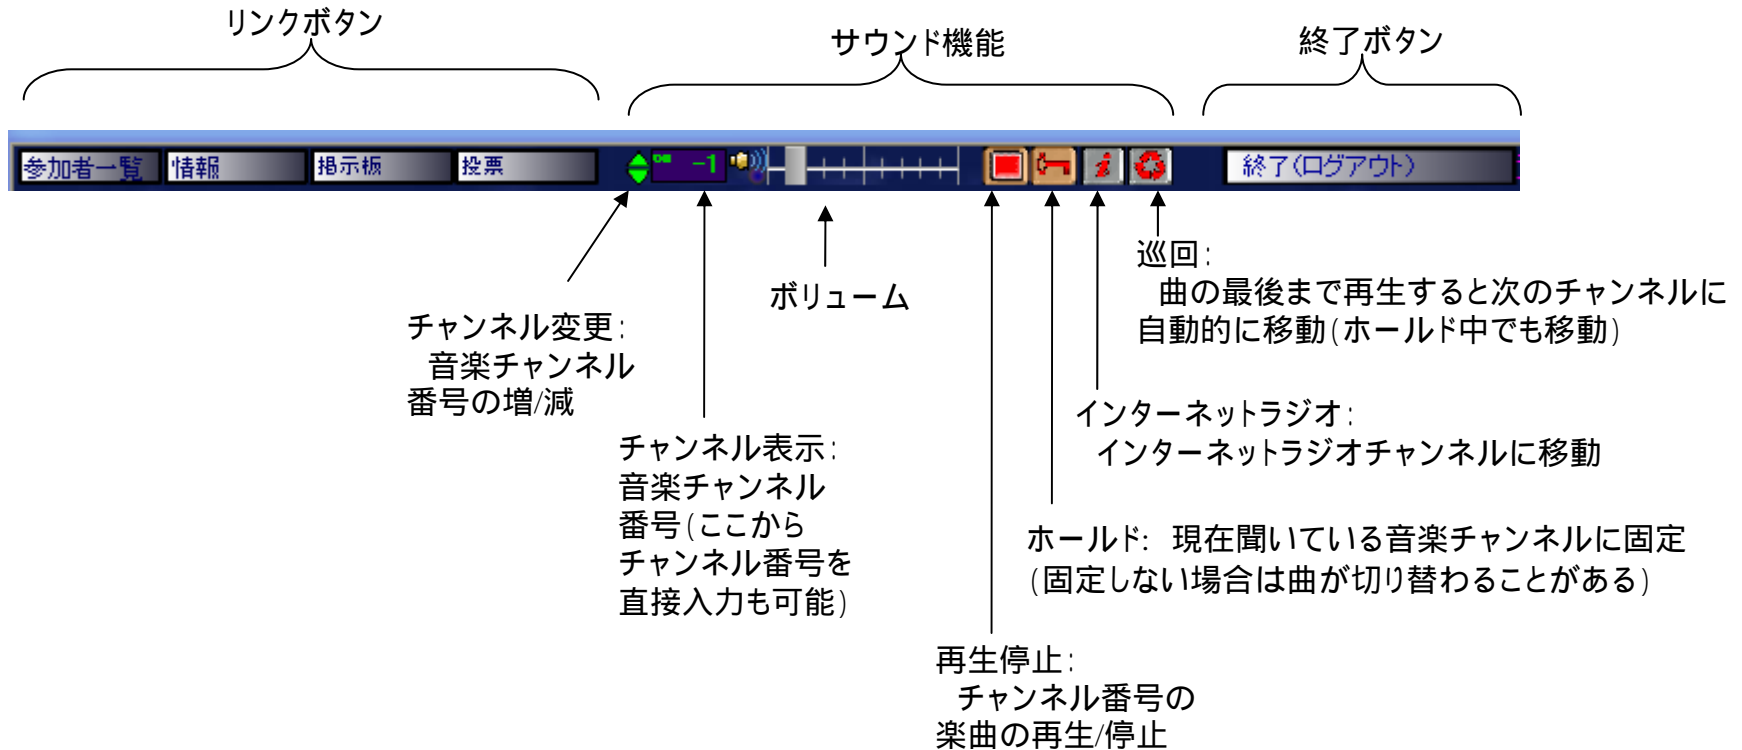 リンクボタン
サウンド機能
終了ボタン
参加者一覧
情報
掲示板
投票
CH -1
i
終了(ログアウト)
チャンネル変更:
音楽チャンネル
番号の増/減
チャンネル表示:
音楽チャンネル
番号(ここから
チャンネル番号を
直接入力も可能)
ボリューム
巡回:
曲の最後まで再生すると次のチャンネルに
自動的に移動(ホールド中でも移動)
インターネットラジオ:
インターネットラジオチャンネルに移動
ホールド: 現在聞いている音楽チャンネルに固定
(固定しない場合は曲が切り替わることがある)
再生停止:
チャンネル番号の
楽曲の再生/停止